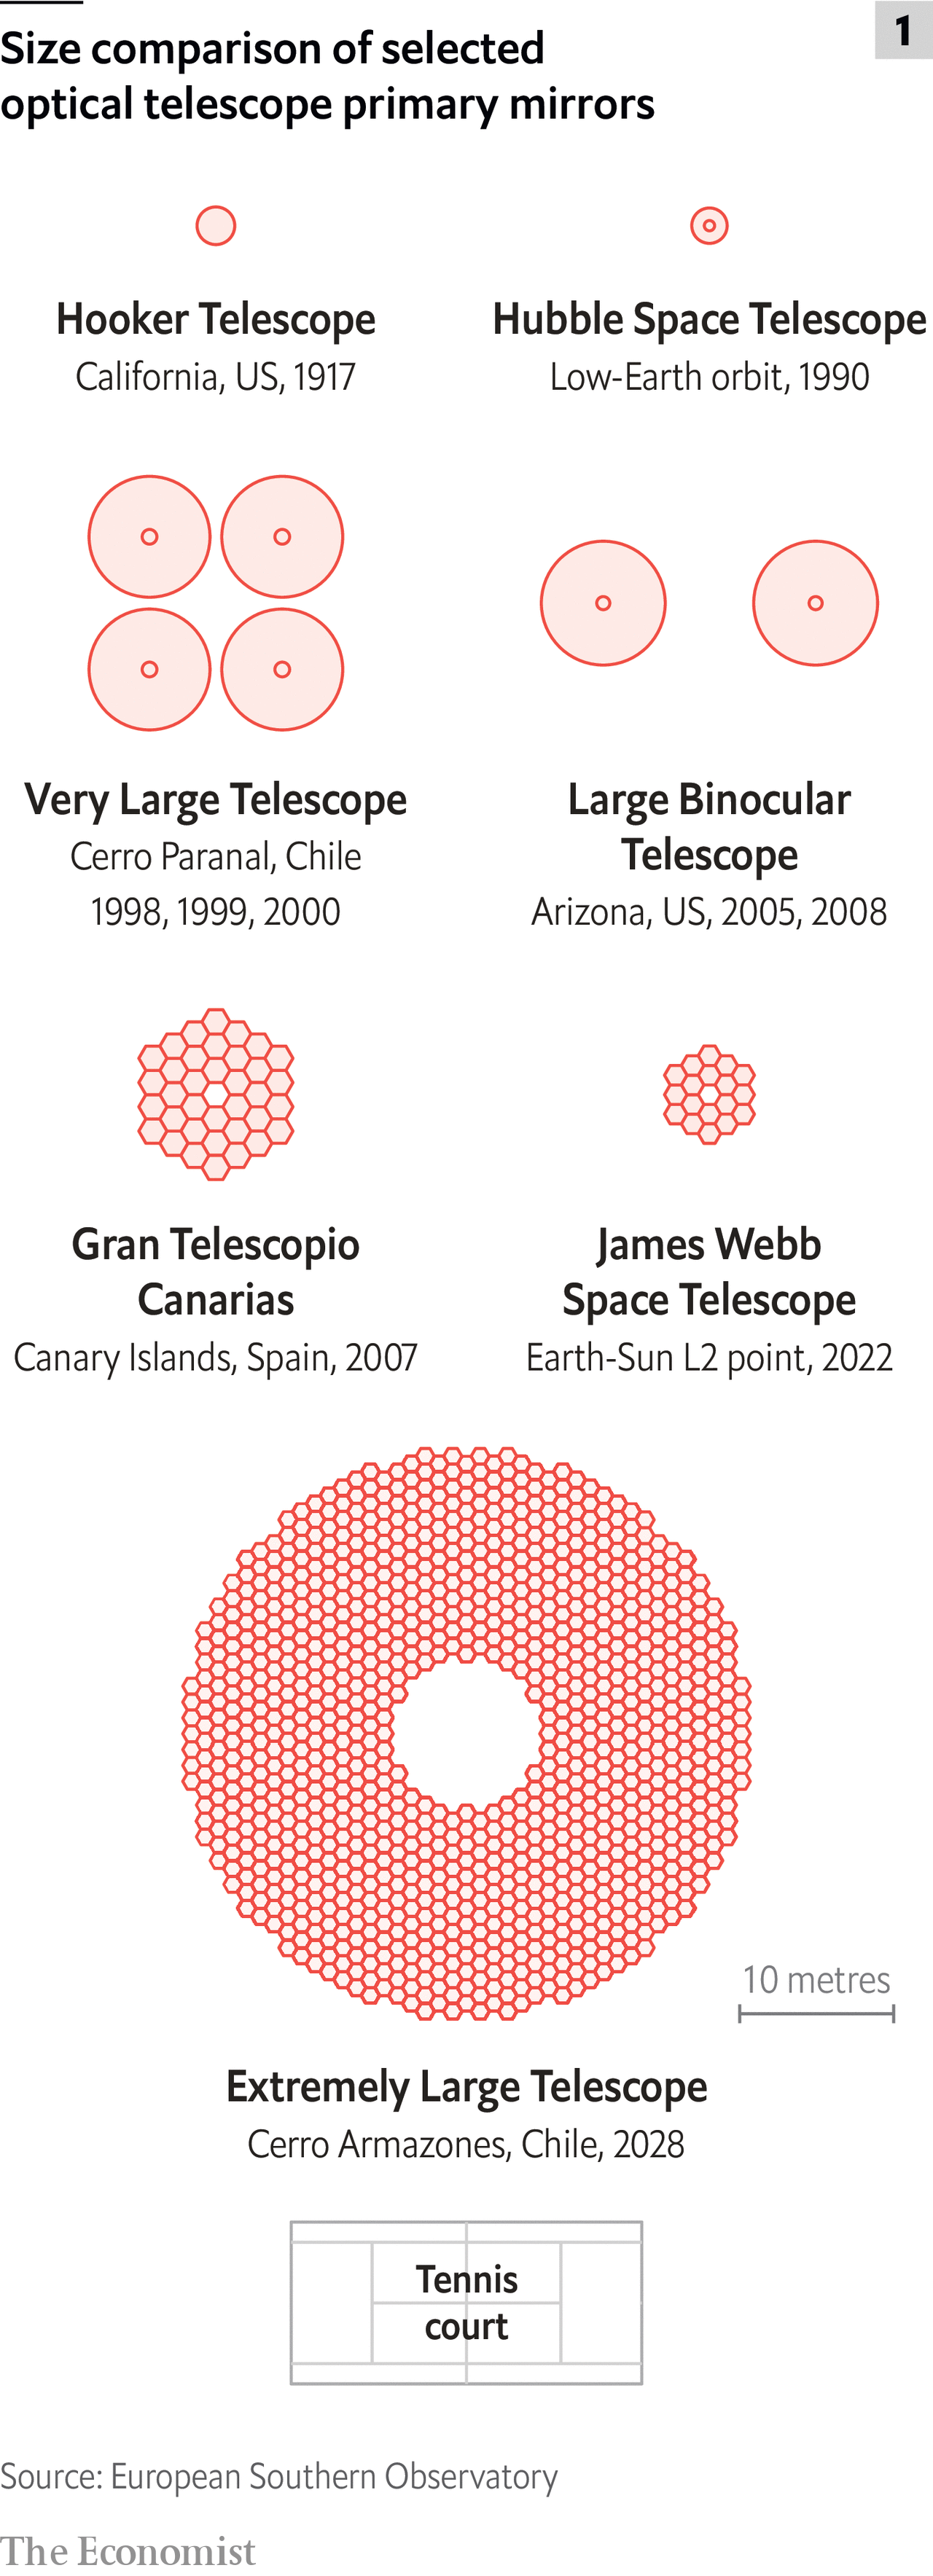 Size comparison of selected
optical telescope primary mirrors
1
Hooker Telescope
California, US, 1917
Hubble Space Telescope
Low-Earth orbit, 1990
Very Large Telescope
Cerro Paranal, Chile
1998, 1999, 2000
Large Binocular
Telescope
Arizona, US, 2005, 2008
Gran Telescopio
Canarias
Canary Islands, Spain, 2007
James Webb
Space Telescope
Earth-Sun L2 point, 2022
10 metres
Extremely Large Telescope
Cerro Armazones, Chile, 2028
Tennis
court
Source: European Southern Observatory
The Economist